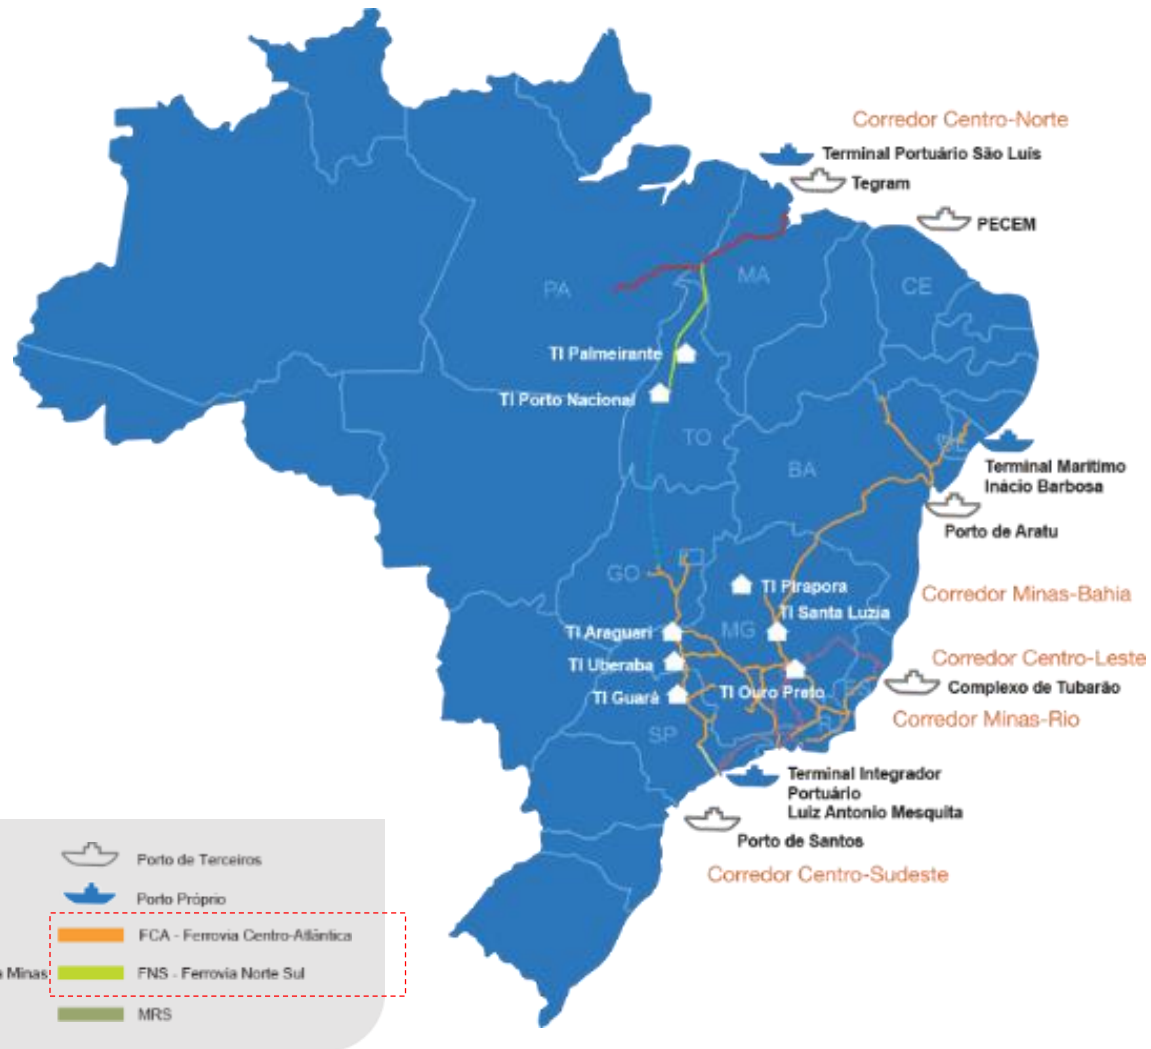 Corredor Centro-Norte
Terminal Portuário São Luís
Tegram
PECEM
PA
MA
CE
TI Palmeirante
TI Porto Nacional
TO
BA
SE
Terminal Marítimo
Inácio Barbosa
Porto de Aratu
GO
TI Pirapora
Corredor Minas-Bahia
TI Santa Luzia
TI Araguari
MG
Corredor Centro-Leste
TI Uberaba
Complexo de Tubarão
TI Guará
TI Ouro Preto
ES
Corredor Minas-Rio
SP
RJ
Terminal Integrador
Portuário
Luiz Antonio Mesquita
Porto de Santos
Corredor Centro-Sudeste
Porto de Terceiros
Porto Próprio
FCA - Ferrovia Centro-Atlântica
a Minas
FNS - Ferrovia Norte Sul
MRS